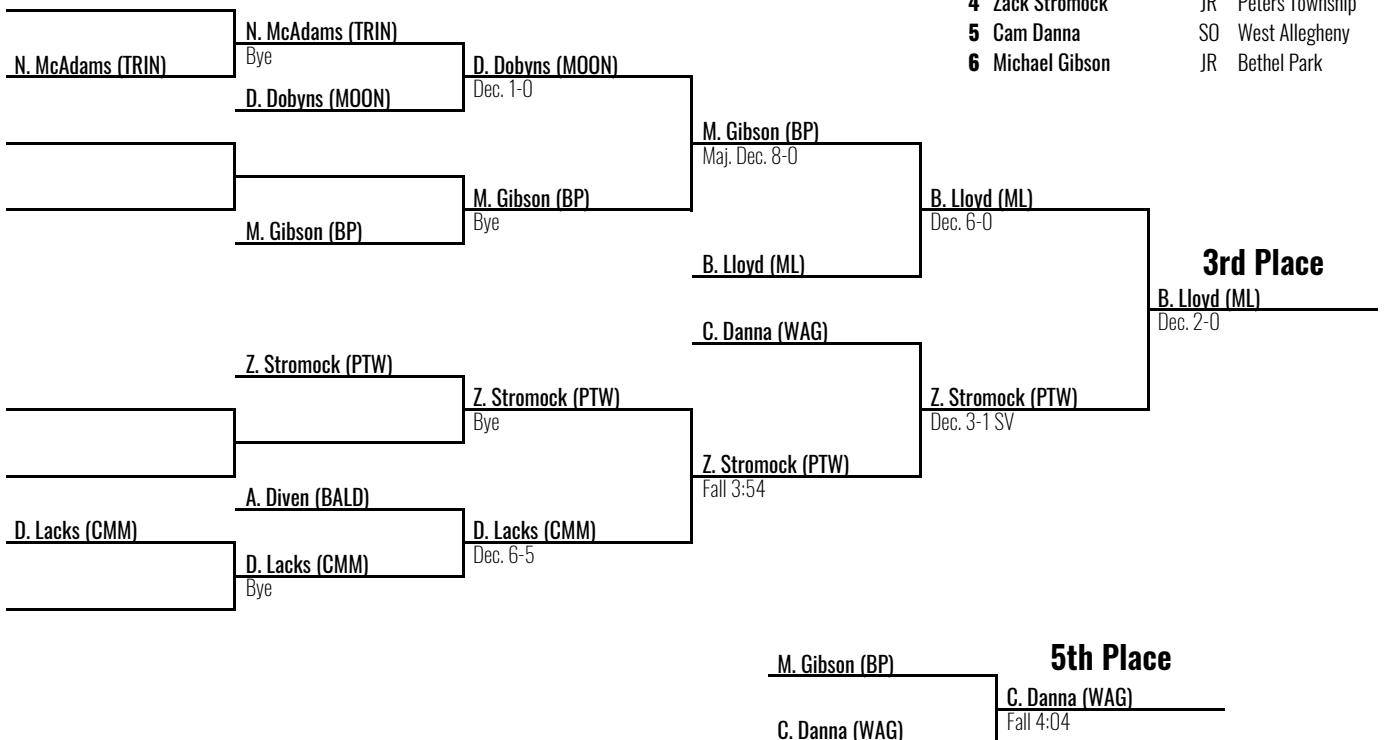 4 Zack Stromock JR Peters Township
5 Cam Danna SO West Allegheny
6 Michael Gibson JR Bethel Park
N. McAdams (TRIN)
N. McAdams (TRIN)
Bye
D. Dobyns (MOON)
D. Dobyns (MOON)
Dec. 1-0
M. Gibson (BP)
Maj. Dec. 8-0
M. Gibson (BP)
Bye
M. Gibson (BP)
B. Lloyd (ML)
Dec. 6-0
B. Lloyd (ML)
3rd Place
B. Lloyd (ML)
Dec. 2-0
C. Danna (WAG)
Z. Stromock (PTW)
Z. Stromock (PTW)
Bye
Z. Stromock (PTW)
Dec. 3-1 SV
Z. Stromock (PTW)
Fall 3:54
A. Diven (BALD)
D. Lacks (CMM)
D. Lacks (CMM)
Dec. 6-5
D. Lacks (CMM)
Bye
M. Gibson (BP)
5th Place
C. Danna (WAG)
Fall 4:04
C. Danna (WAG)